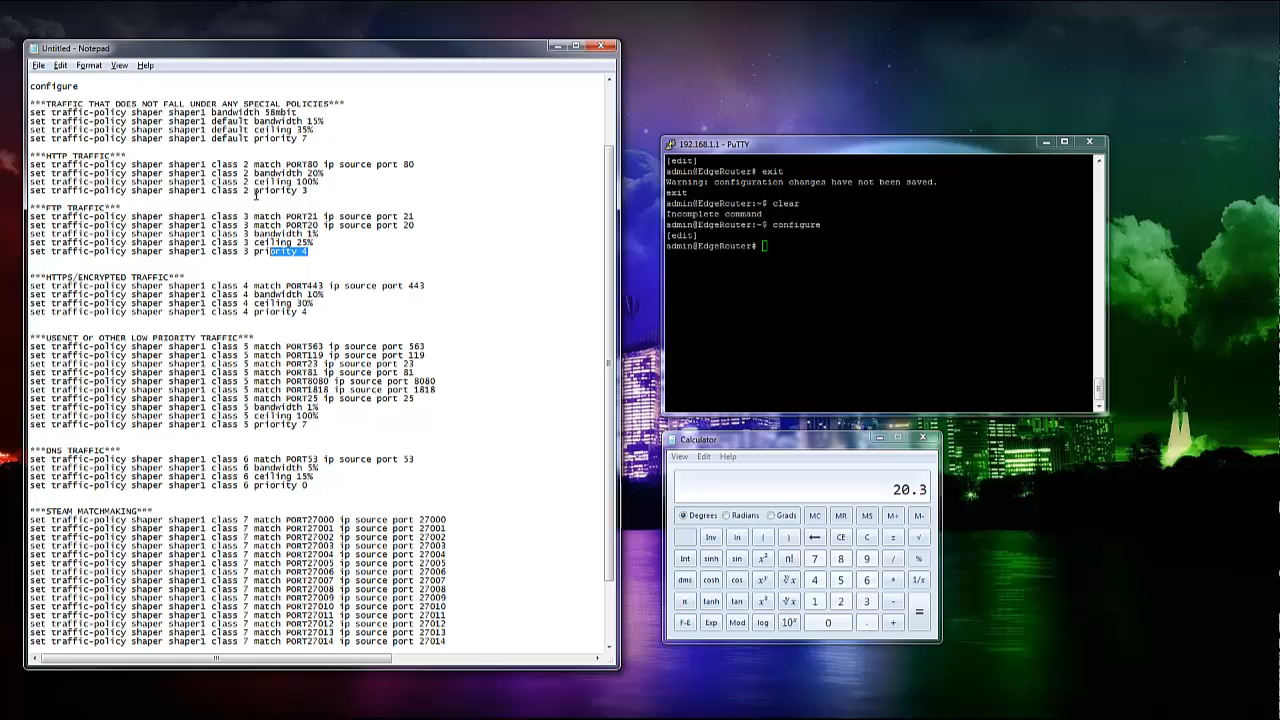 Untitled - Notepad
File Edit Format View Help
configure
***TRAFFIC THAT DOES NOT FALL UNDER ANY SPECIAL POLICIES***
set traffic-policy shaper shaper1 bandwidth 58mbit
set traffic-policy shaper shaper1 default bandwidth 15%
set traffic-policy shaper shaper1 default ceiling 35%
set traffic-policy shaper shaper1 default priority 7
***HTTP TRAFFIC***
set traffic-policy shaper shaper1 class 2 match PORT80 ip source port 80
set traffic-policy shaper shaper1 class 2 bandwidth 20%
set traffic-policy shaper shaper1 class 2 ceiling 100%
set traffic-policy shaper shaper1 class 2 priority 3
***FTP TRAFFIC***
set traffic-policy shaper shaper1 class 3 match PORT21 ip source port 21
set traffic-policy shaper shaper1 class 3 match PORT20 ip source port 20
set traffic-policy shaper shaper1 class 3 bandwidth 1%
set traffic-policy shaper shaper1 class 3 ceiling 25%
set traffic-policy shaper shaper1 class 3 priority 4
***HTTPS/ENCRYPTED TRAFFIC***
set traffic-policy shaper shaper1 class 4 match PORT443 ip source port 443
set traffic-policy shaper shaper1 class 4 bandwidth 10%
set traffic-policy shaper shaper1 class 4 ceiling 30%
set traffic-policy shaper shaper1 class 4 priority 4
***USENET OF OTHER LOW PRIORITY TRAFFIC***
set traffic-policy shaper shaper1 class 5 match PORT563 ip source port 563
set traffic-policy shaper shaper1 class 5 match PORT119 ip source port 119
set traffic-policy shaper shaper1 class 5 match PORT23 ip source port 23
set traffic-policy shaper shaper1 class 5 match PORT81 ip source port 81
set traffic-policy shaper shaper1 class 5 match PORT8080 ip source port 8080
set traffic-policy shaper shaper1 class 5 match PORT1818 ip source port 1818
set traffic-policy shaper shaper1 class 5 match PORT25 ip source port 25
set traffic-policy shaper shaper1 class 5 bandwidth 1%
set traffic-policy shaper shaper1 class 5 ceiling 100%
set traffic-policy shaper shaper1 class 5 priority 7
***DNS TRAFFIC***
set traffic-policy shaper shaper1 class 6 match PORT53 ip source port 53
set traffic-policy shaper shaper1 class 6 bandwidth 5%
set traffic-policy shaper shaper1 class 6 ceiling 15%
set traffic-policy shaper shaper1 class 6 priority 0
***STEAM MATCHMAKING***
set traffic-policy shaper shaper1 class 7 match PORT27000 ip source port 27000
set traffic-policy shaper shaper1 class 7 match PORT27001 ip source port 27001
set traffic-policy shaper shaper1 class 7 match PORT27002 ip source port 27002
set traffic-policy shaper shaper1 class 7 match PORT27003 ip source port 27003
set traffic-policy shaper shaper1 class 7 match PORT27004 ip source port 27004
set traffic-policy shaper shaper1 class 7 match PORT27005 ip source port 27005
set traffic-policy shaper shaper1 class 7 match PORT27006 ip source port 27006
set traffic-policy shaper shaper1 class 7 match PORT27007 ip source port 27007
set traffic-policy shaper shaper1 class 7 match PORT27008 ip source port 27008
set traffic-policy shaper shaper1 class 7 match PORT27009 ip source port 27009
set traffic-policy shaper shaper1 class 7 match PORT27010 ip source port 27010
set traffic-policy shaper shaper1 class 7 match PORT27011 ip source port 27011
set traffic-policy shaper shaper1 class 7 match PORT27012 ip source port 27012
set traffic-policy shaper shaper1 class 7 match PORT27013 ip source port 27013
set traffic-policy shaper shaper1 class 7 match PORT27014 ip source port 27014
192.168.1.1 - PuTTY
[edit]
admin@EdgeRouter# exit
Warning: configuration changes have not been saved.
exit
admin@EdgeRouter:~$ clear
Incomplete command
admin@EdgeRouter:~$ configure
[edit]
admin@EdgeRouter#
Calculator
View Edit Help
20.3
Degrees Radians Grads MC MR MS M+ M-
Inv ln ( ) ← CE C ± √
Int sinh sin x² n! 7 8 9 / %
dms cosh cos xʸ ʸ√x 4 5 6 * 1/x
π tanh tan x³ ³√x 1 2 3 - =
F-E Exp Mod log 10ˣ 0 . +